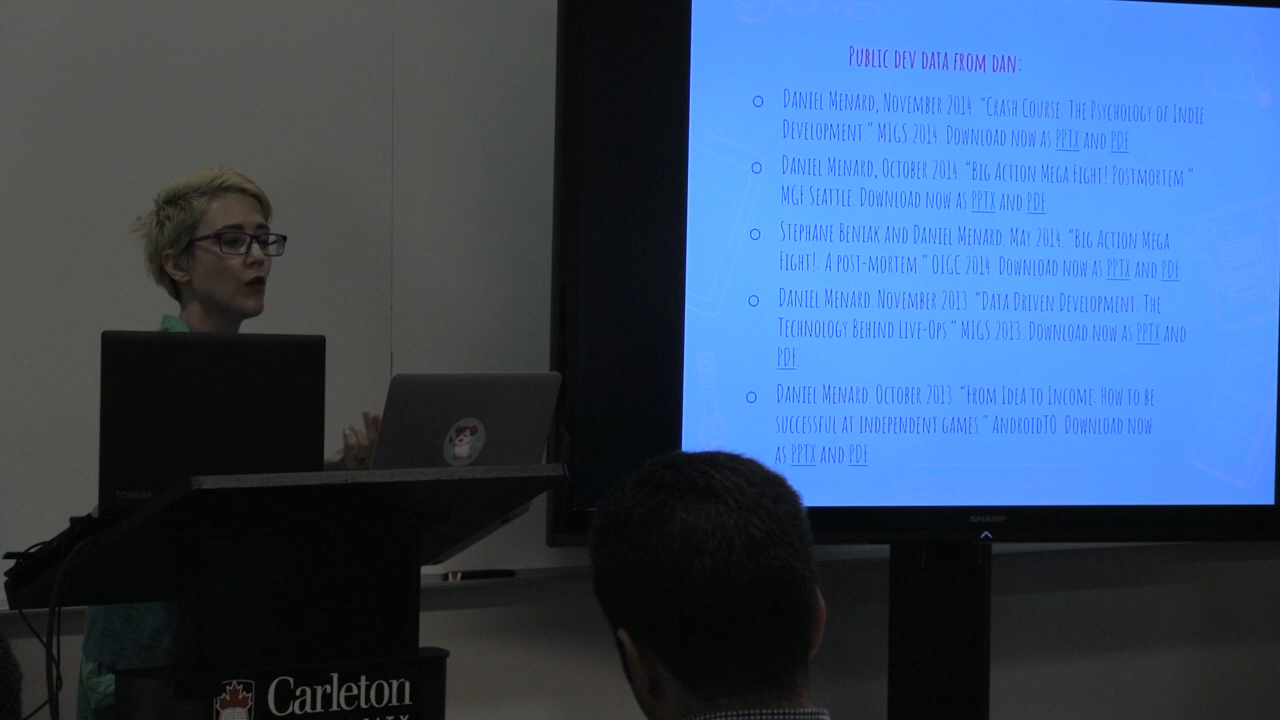 PUBLIC DEV DATA FROM DAN:
DANIEL MENARD, NOVEMBER 2014. "CRASH COURSE: THE PSYCHOLOGY OF INDIE
DEVELOPMENT." MIGS 2014. DOWNLOAD NOW AS PPTX AND PDF.
DANIEL MENARD, OCTOBER 2014. "BIG ACTION MEGA FIGHT! POSTMORTEM."
MGF SEATTLE. DOWNLOAD NOW AS PPTX AND PDF.
STEPHANE BENIAK AND DANIEL MENARD. MAY 2014. "BIG ACTION MEGA
FIGHT!: A POST-MORTEM." OIGC 2014. DOWNLOAD NOW AS PPTX AND PDF.
DANIEL MENARD. NOVEMBER 2013. "DATA DRIVEN DEVELOPMENT: THE
TECHNOLOGY BEHIND LIVE-OPS." MIGS 2013. DOWNLOAD NOW AS PPTX AND
PDF.
DANIEL MENARD. OCTOBER 2013. "FROM IDEA TO INCOME: HOW TO BE
SUCCESSFUL AT INDEPENDENT GAMES." ANDROIDTO. DOWNLOAD NOW
AS PPTX AND PDF.
SHARP
TOSHIBA
Carleton